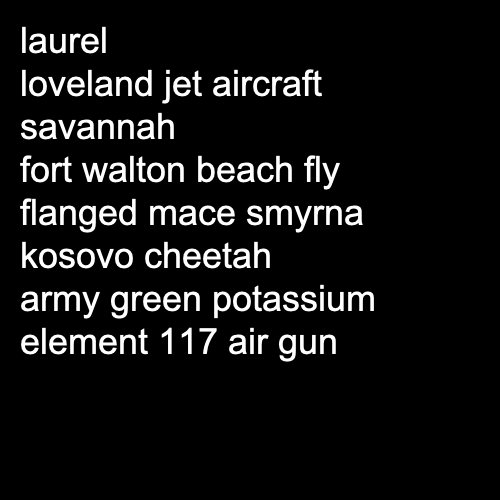 laurel
loveland jet aircraft
savannah
fort walton beach fly
flanged mace smyrna
kosovo cheetah
army green potassium
element 117 air gun